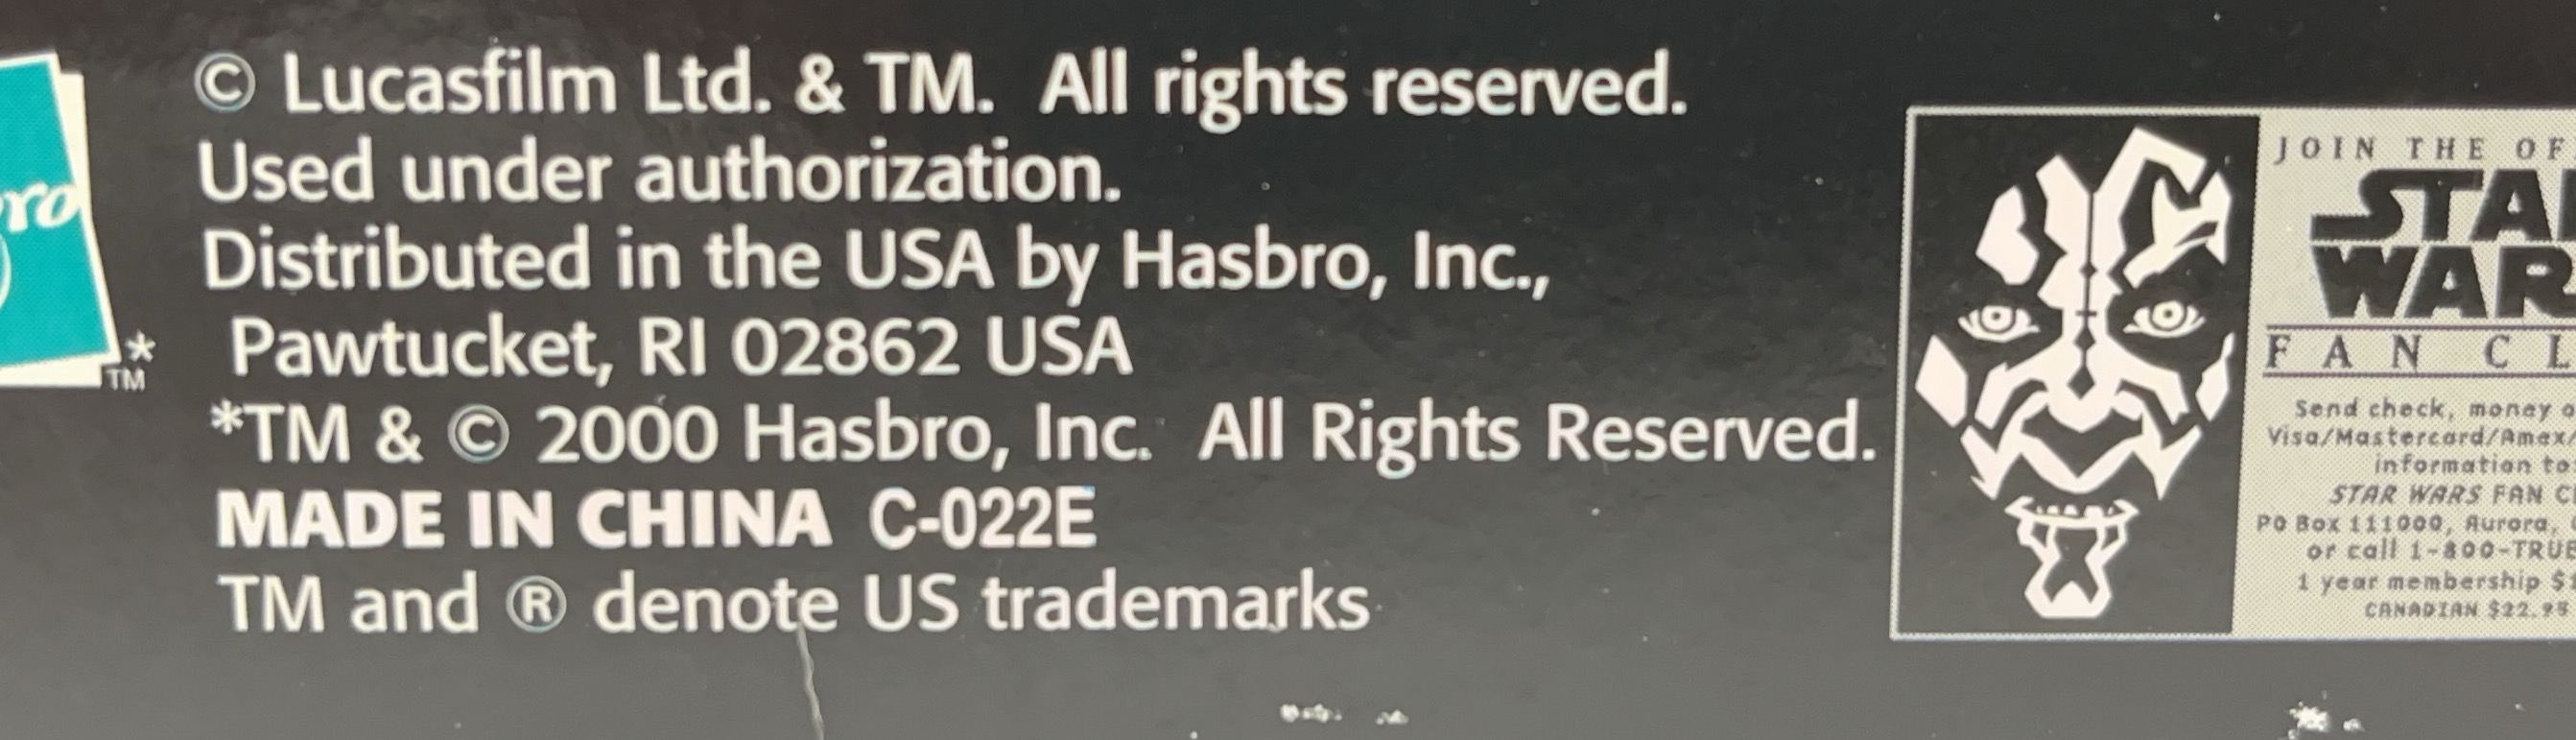 © Lucasfilm Ltd. & TM. All rights reserved.
Used under authorization.
Distributed in the USA by Hasbro, Inc.,
Pawtucket, RI 02862 USA
*TM & © 2000 Hasbro, Inc. All Rights Reserved.
MADE IN CHINA C-022E
TM and ® denote US trademarks
ro
*
TM
JOIN THE OF
STA
WAR
FAN CL
Send check, money o
Visa/Mastercard/Amex/
information to
STAR WARS FAN C
PO Box 111000, Aurora,
or call 1-800-TRUE
1 year membership $
CANADIAN $22.95